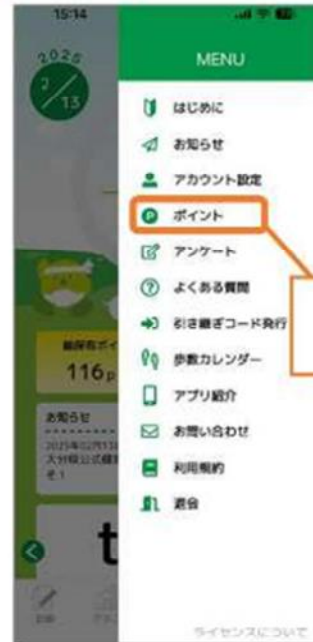 15:14
2025
2/13
MENU
はじめに
お知らせ
アカウント設定
ポイント
アンケート
よくある質問
引き継ぎコード発行
歩数カレンダー
アプリ紹介
お問い合わせ
利用規約
退会
116p
お知らせ
ライセンスについて